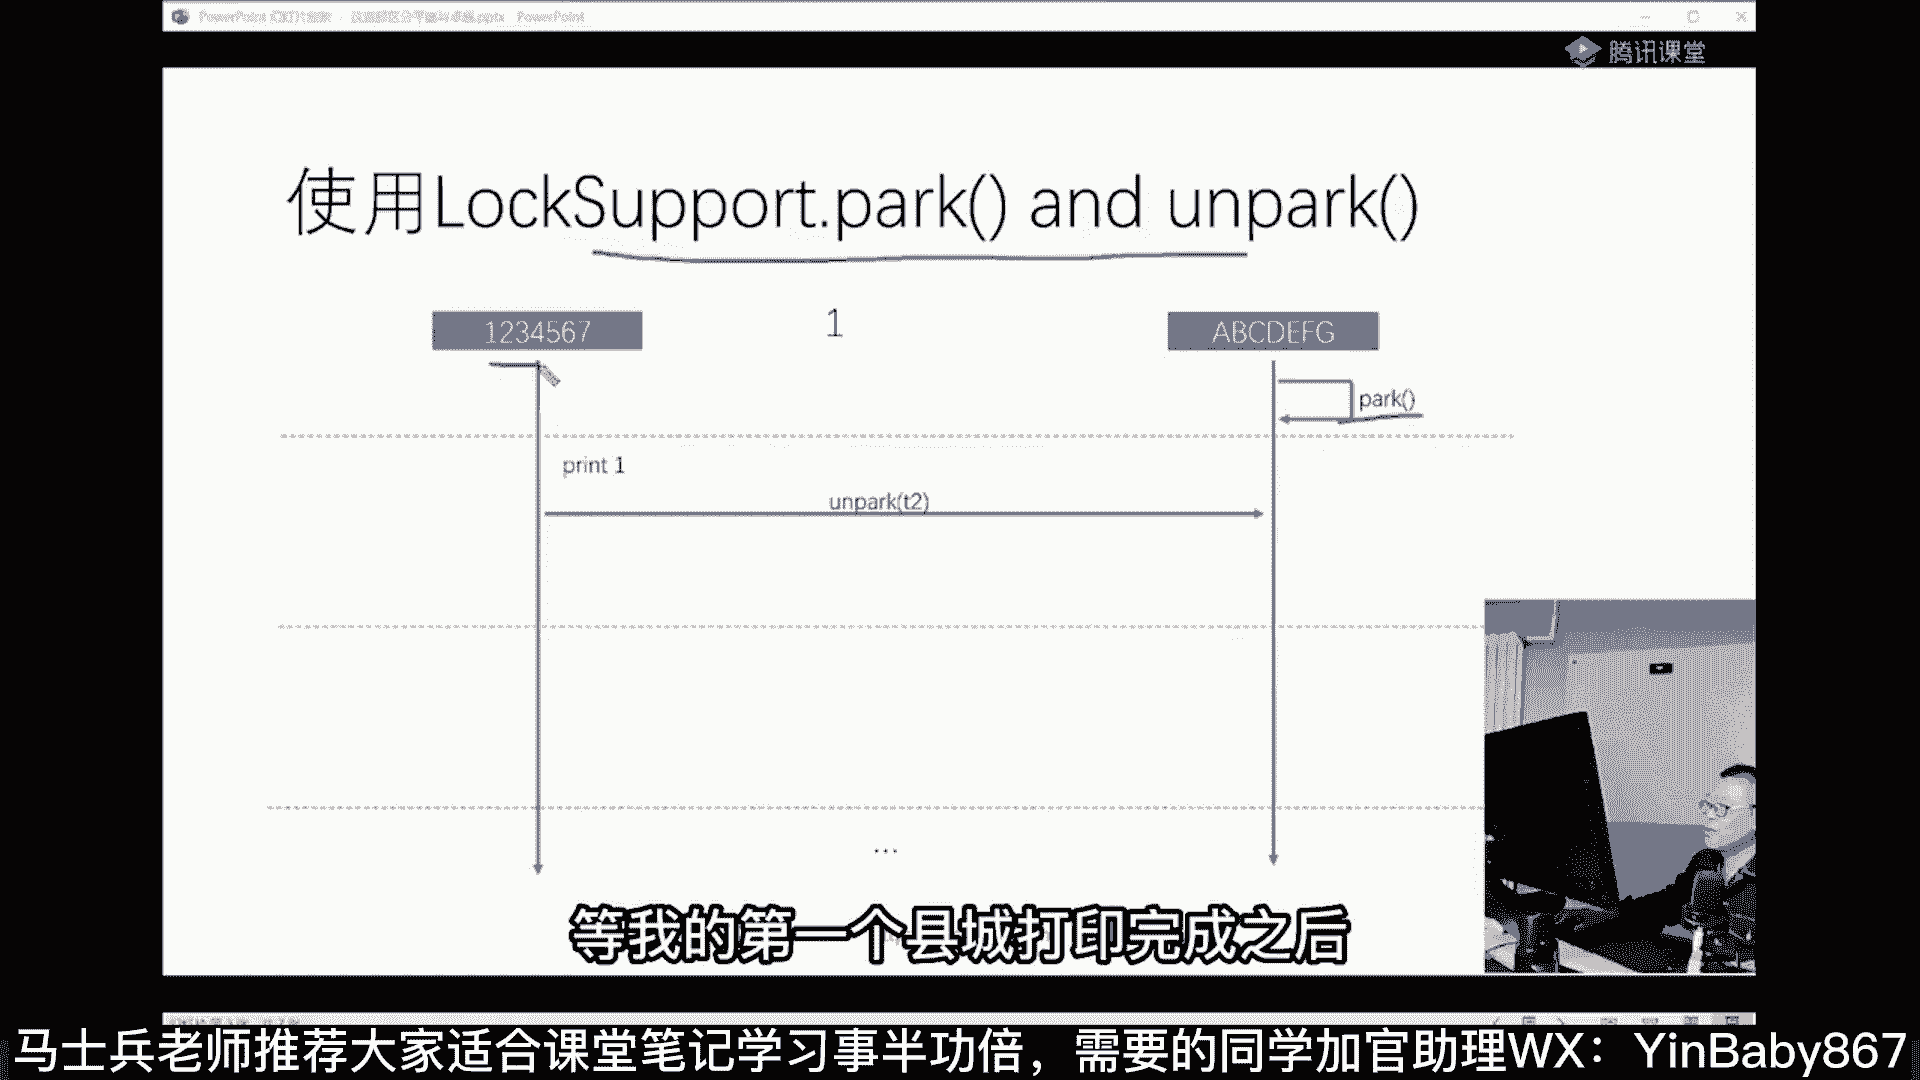 腾讯课堂
使用LockSupport.park() and unpark()
1234567
1
ABCDEFG
park()
print 1
unpark(t2)
...
等我的第一个县城打印完成之后
马士兵老师推荐大家适合课堂笔记学习事半功倍，需要的同学加官助理WX：YinBaby867